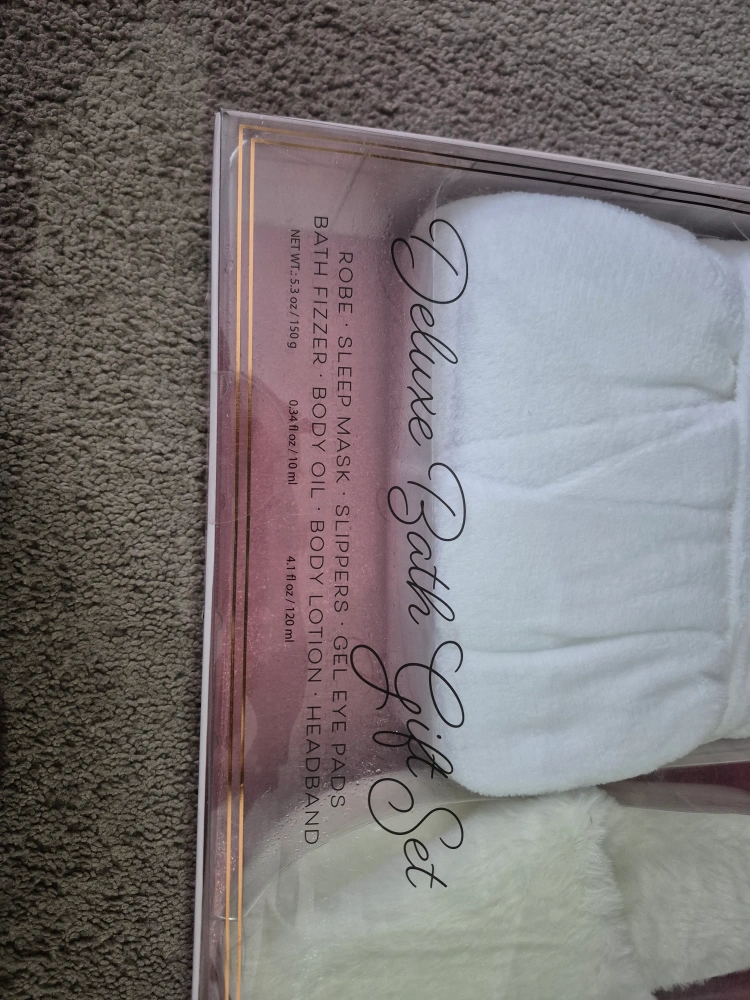 Deluxe Bath Gift Set
ROBE · SLEEP MASK · SLIPPERS · GEL EYE PADS
BATH FIZZER · BODY OIL · BODY LOTION · HEADBAND
NET WT.: 5.3 oz / 150 g 0.34 fl oz / 10 ml 4.1 fl oz / 120 ml